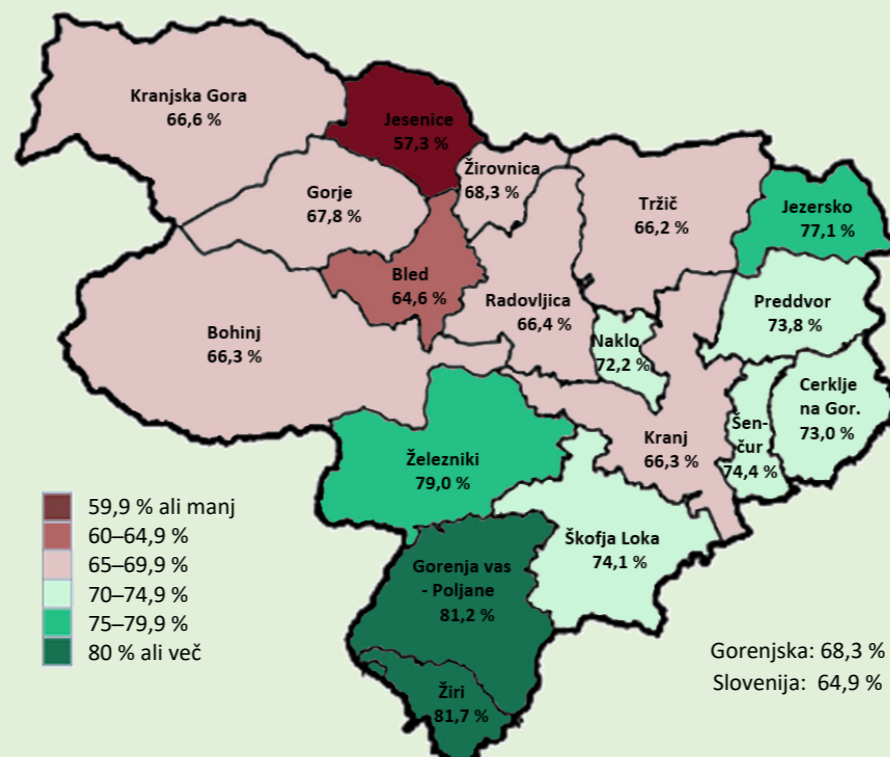 Kranjska Gora
66,6 %
Jesenice
57,3 %
Žirovnica
68,3 %
Gorje
67,8 %
Tržič
66,2 %
Jezersko
77,1 %
Bled
64,6 %
Radovljica
66,4 %
Preddvor
73,8 %
Bohinj
66,3 %
Naklo
72,2 %
Cerklje
na Gor.
73,0 %
Šen-
čur
74,4 %
Kranj
66,3 %
Železniki
79,0 %
Škofja Loka
74,1 %
Gorenja vas
- Poljane
81,2 %
Žiri
81,7 %
59,9 % ali manj
60–64,9 %
65–69,9 %
70–74,9 %
75–79,9 %
80 % ali več
Gorenjska: 68,3 %
Slovenija: 64,9 %